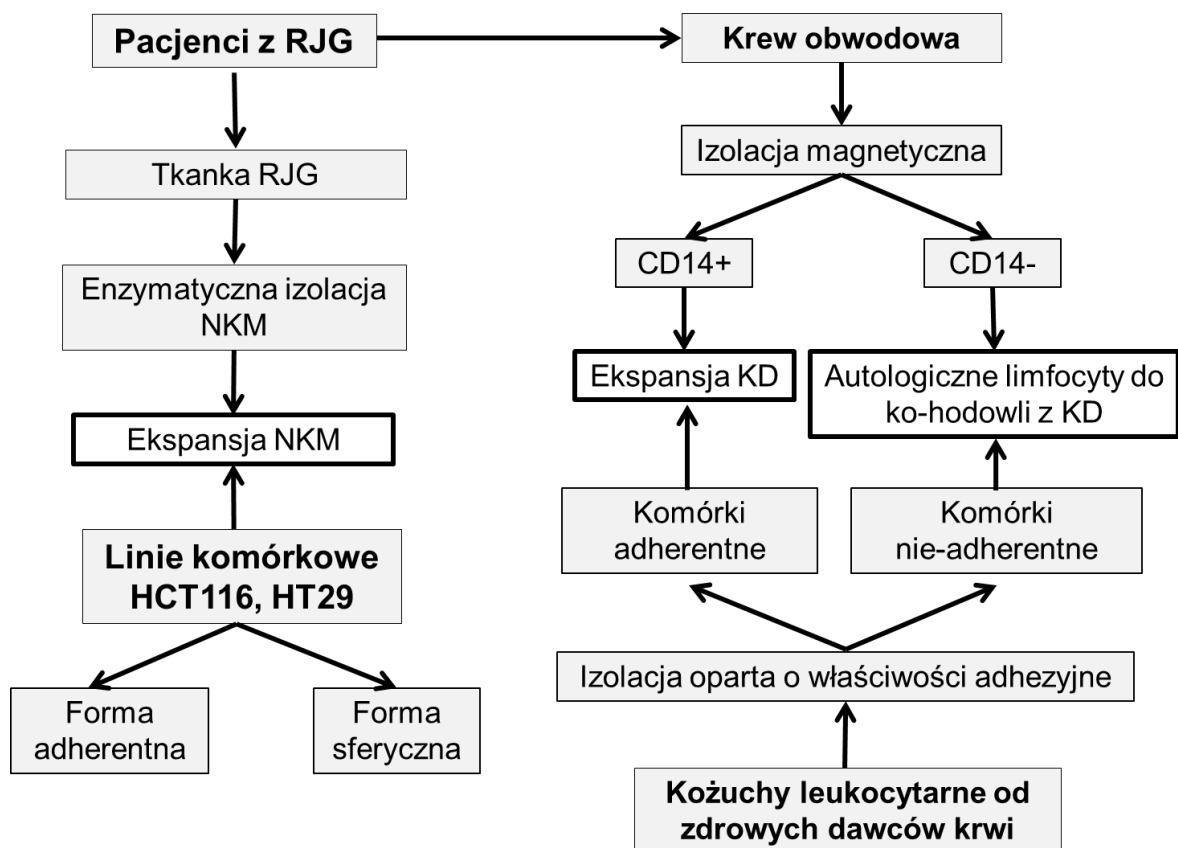 Pacjenci z RJG
Krew obwodowa
Tkanka RJG
Izolacja magnetyczna
Enzymatyczna izolacja
NKM
CD14+
CD14-
Ekspansja NKM
Ekspansja KD
Autologiczne limfocyty do
ko-hodowli z KD
Linie komórkowe
HCT116, HT29
Komórki
adherentne
Komórki
nie-adherentne
Forma
adherentna
Forma
sferyczna
Izolacja oparta o właściwości adhezyjne
Kożuchy leukocytarne od
zdrowych dawców krwi